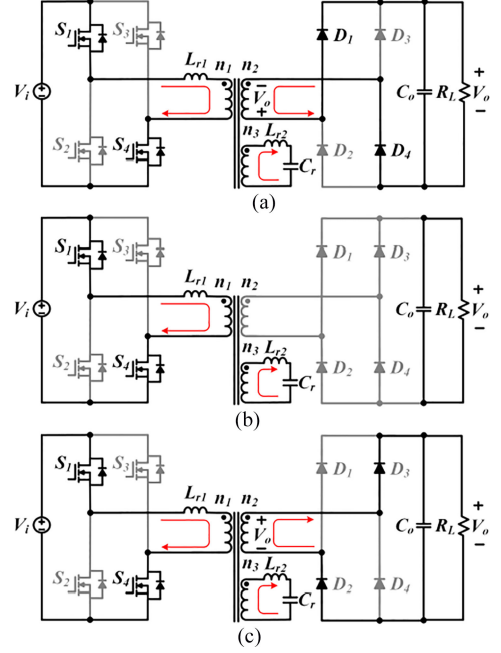 S1 S3 Lr1 n1 n2 D1 D3 +
Vi − Vo + Co RL Vo
S2 S4 n3 Lr2 Cr D2 D4 −
(a)
S1 S3 Lr1 n1 n2 D1 D3 +
Vi Co RL Vo
S2 S4 n3 Lr2 Cr D2 D4 −
(b)
S1 S3 Lr1 n1 n2 D1 D3 +
Vi + Vo − Co RL Vo
S2 S4 n3 Lr2 Cr D2 D4 −
(c)